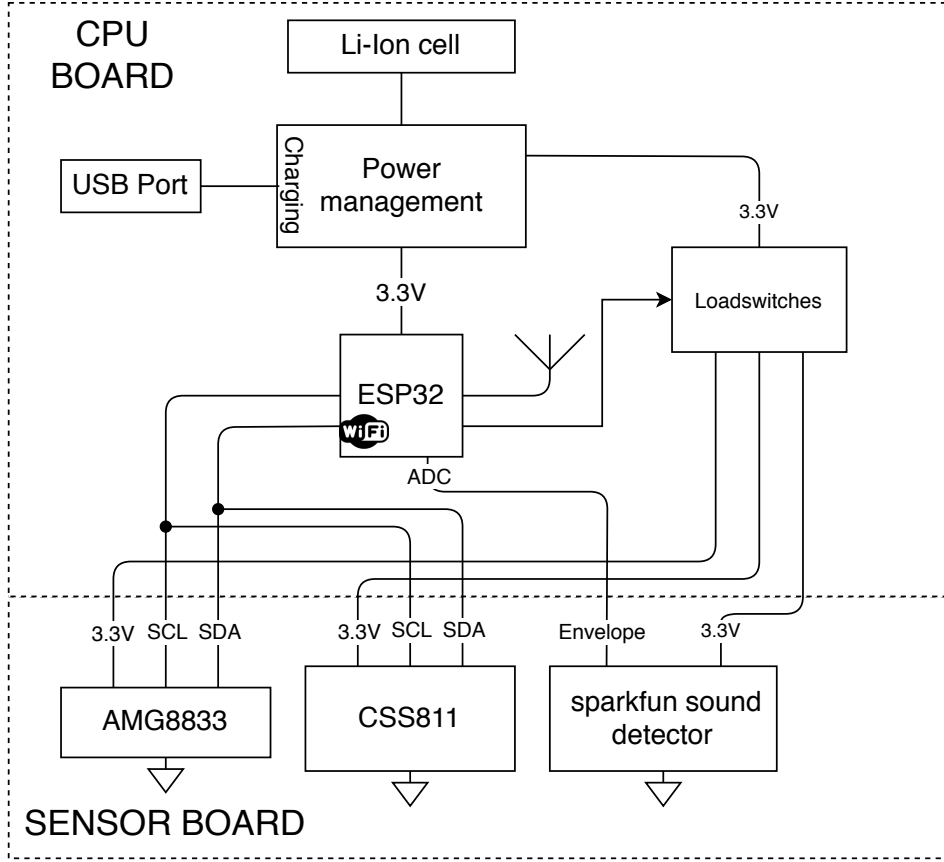 CPU
BOARD
Li-Ion cell
USB Port
Charging
Power
management
3.3V
3.3V
Loadswitches
ESP32
WiFi
ADC
3.3V SCL SDA
3.3V SCL SDA
Envelope 3.3V
AMG8833
CSS811
sparkfun sound
detector
SENSOR BOARD